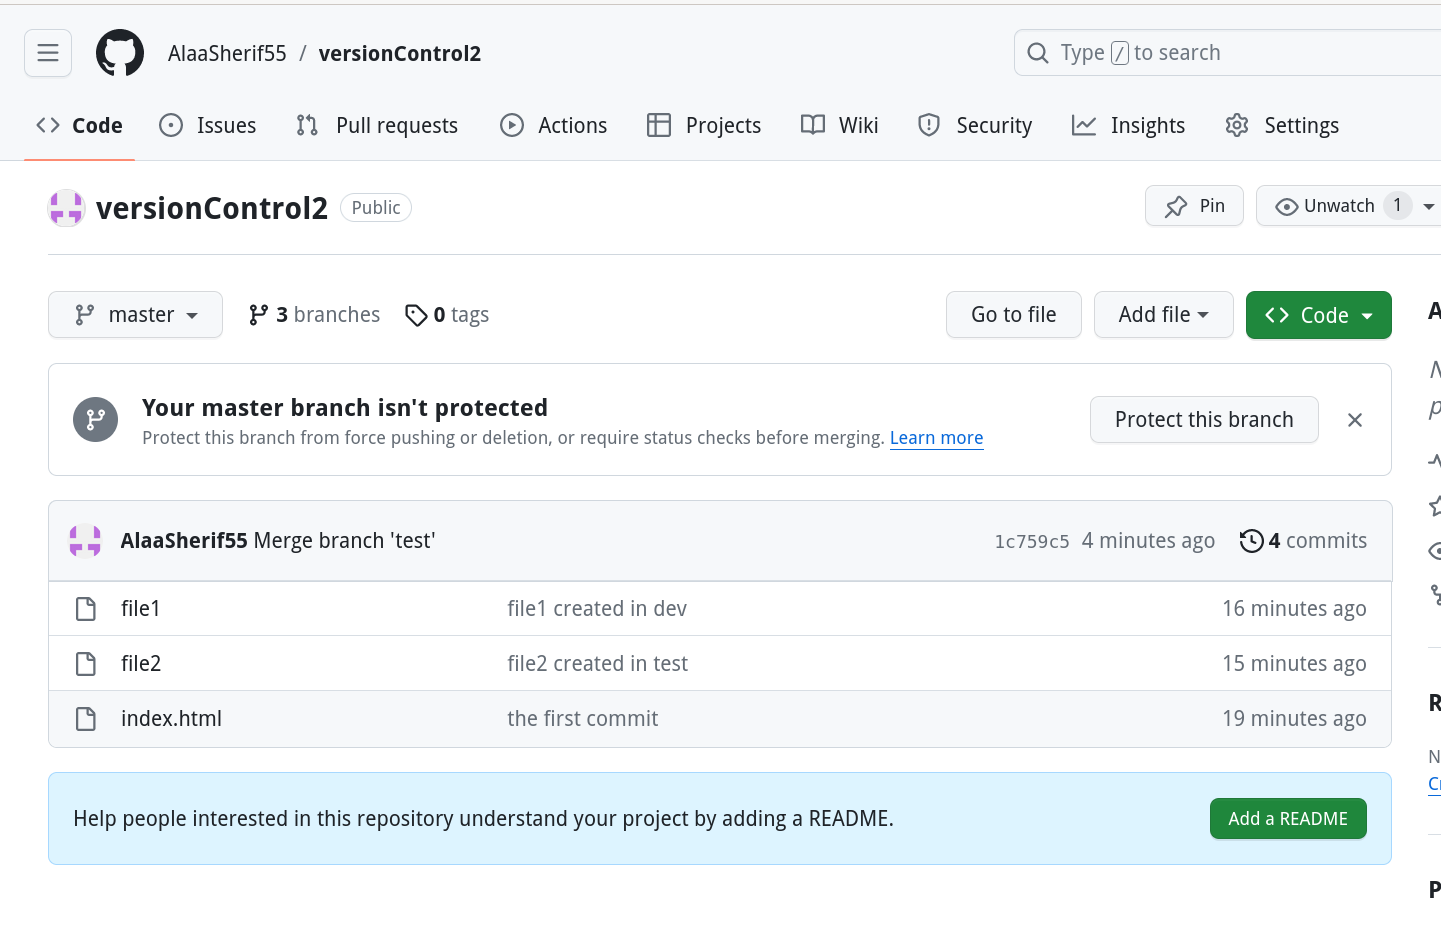 AlaaSherif55 / versionControl2
Type / to search
Code Issues Pull requests Actions Projects Wiki Security Insights Settings
versionControl2 Public
Pin Unwatch 1
master 3 branches 0 tags
Go to file Add file Code
Your master branch isn't protected
Protect this branch from force pushing or deletion, or require status checks before merging. Learn more
Protect this branch
AlaaSherif55 Merge branch 'test' 1c759c5 4 minutes ago 4 commits
file1 file1 created in dev 16 minutes ago
file2 file2 created in test 15 minutes ago
index.html the first commit 19 minutes ago
Help people interested in this repository understand your project by adding a README.
Add a README